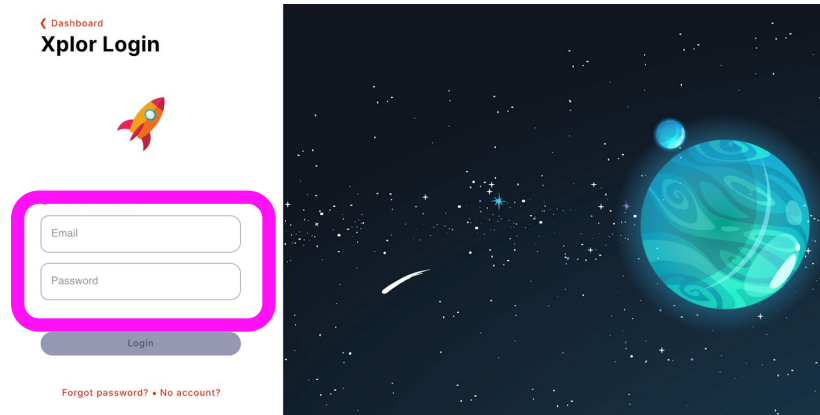 ❮ Dashboard
Xplor Login
Email
Password
Login
Forgot password? • No account?